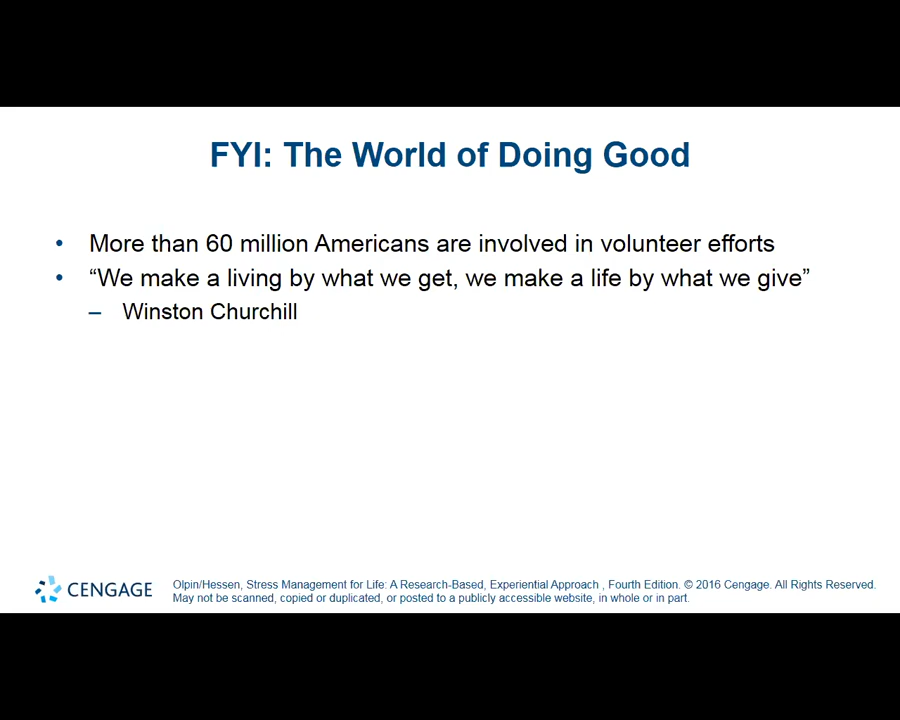 FYI: The World of Doing Good
• More than 60 million Americans are involved in volunteer efforts
• “We make a living by what we get, we make a life by what we give”
– Winston Churchill
CENGAGE
Olpin/Hessen, Stress Management for Life: A Research-Based, Experiential Approach , Fourth Edition. © 2016 Cengage. All Rights Reserved.
May not be scanned, copied or duplicated, or posted to a publicly accessible website, in whole or in part.